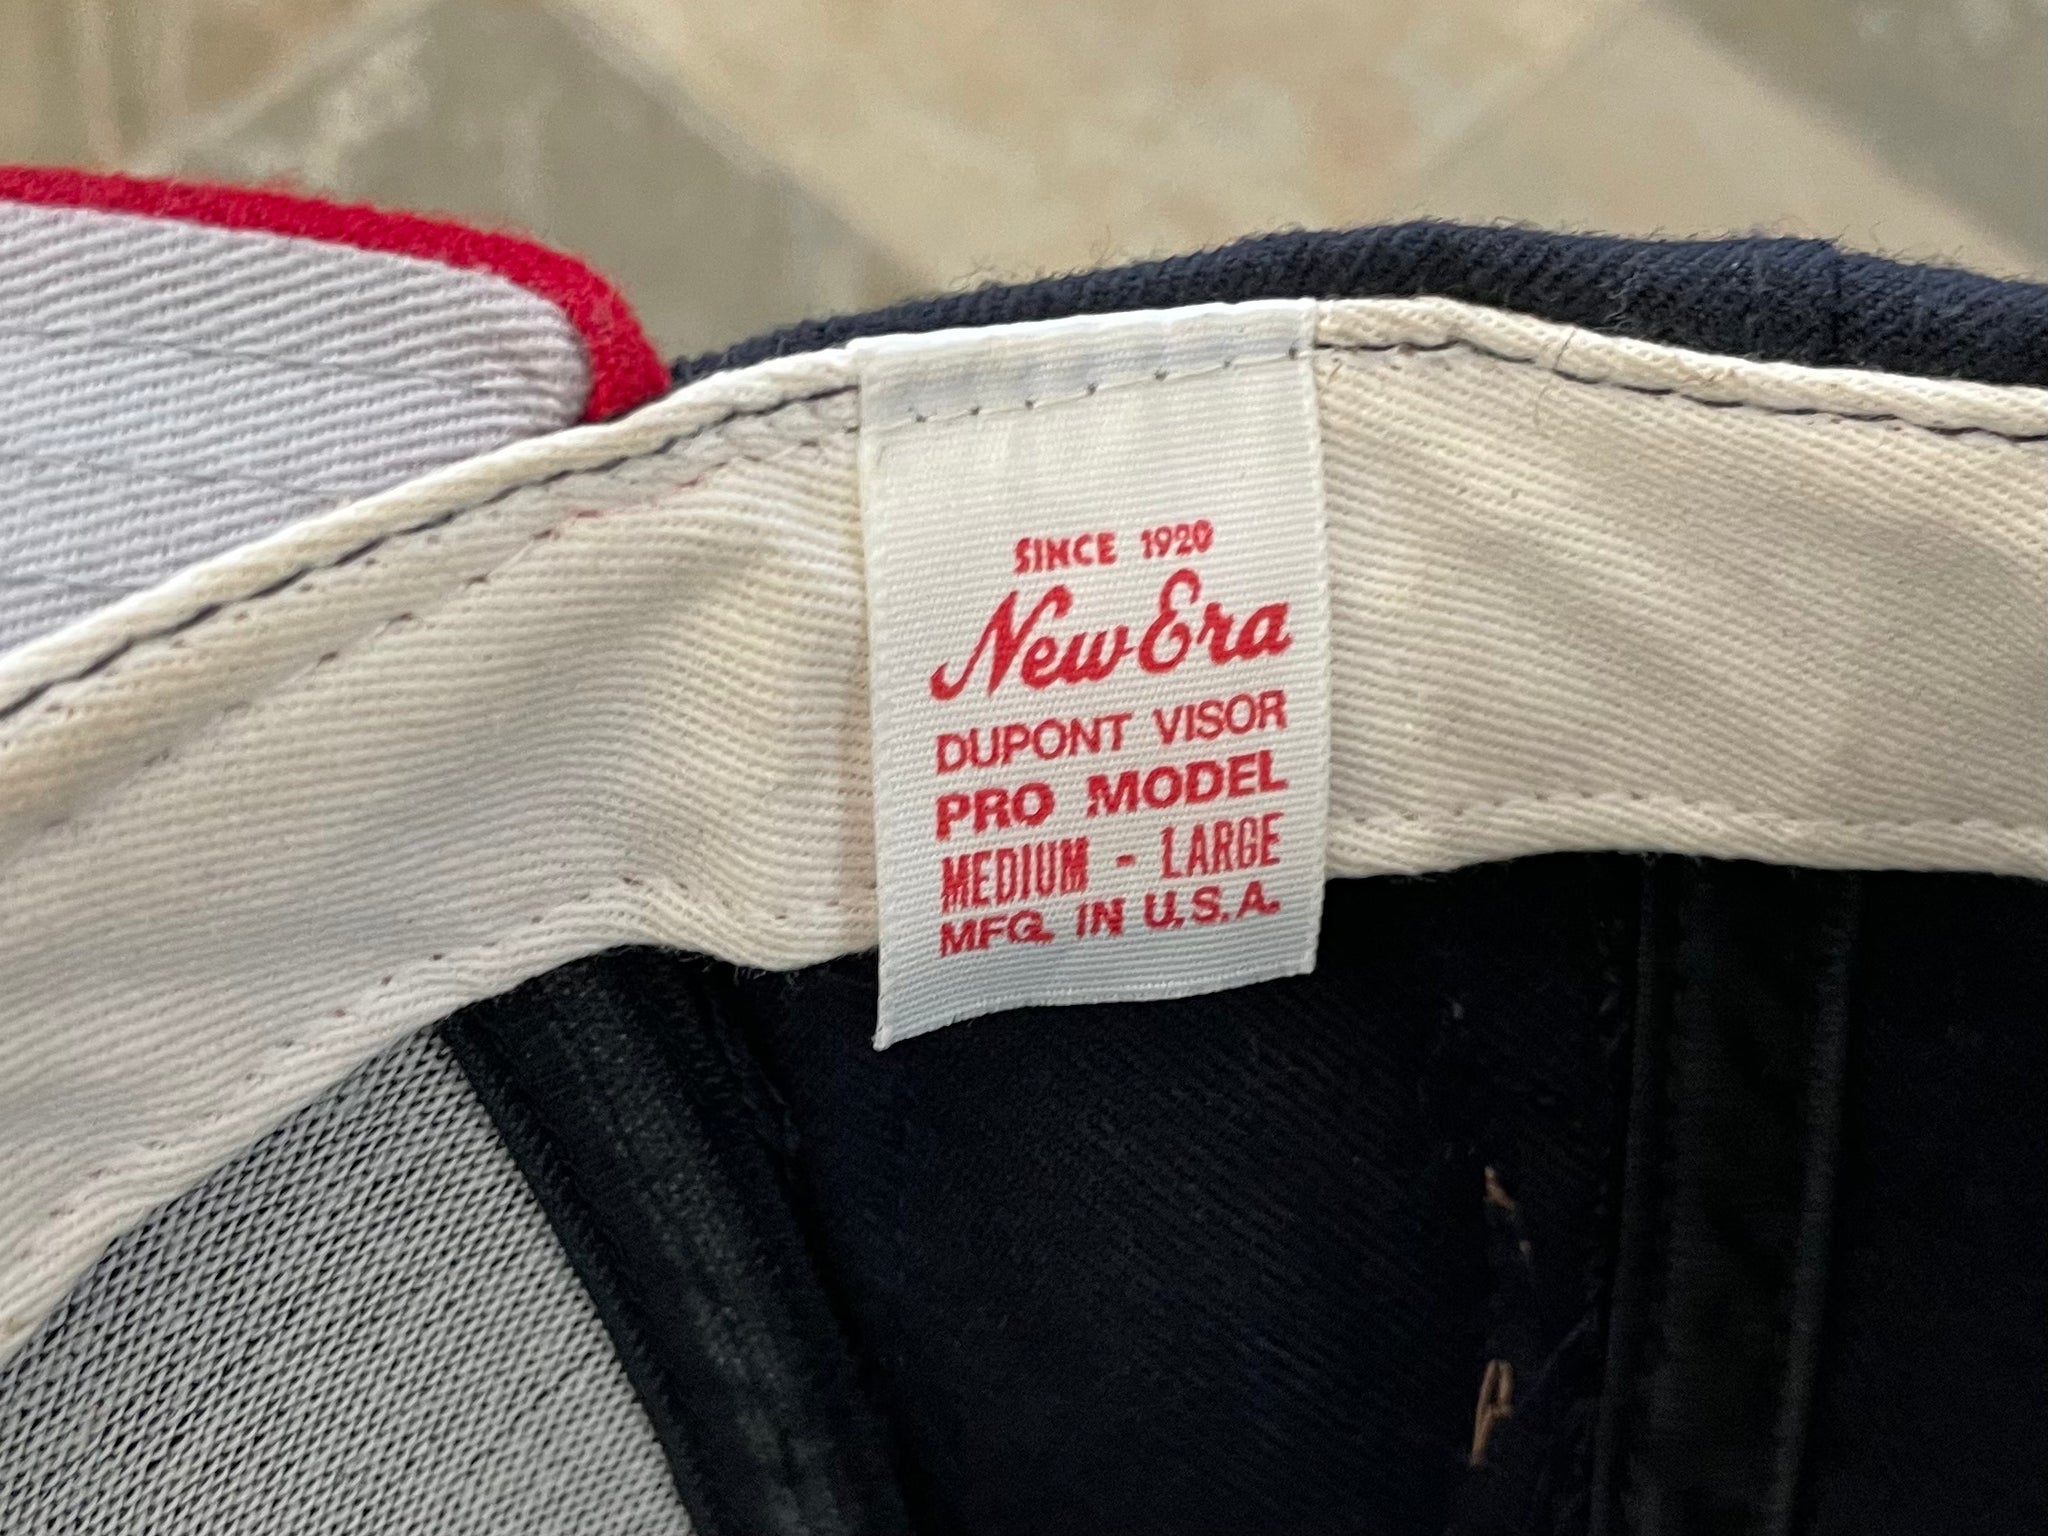 SINCE 1920
New Era
DUPONT VISOR
PRO MODEL
MEDIUM - LARGE
MFG. IN U.S.A.